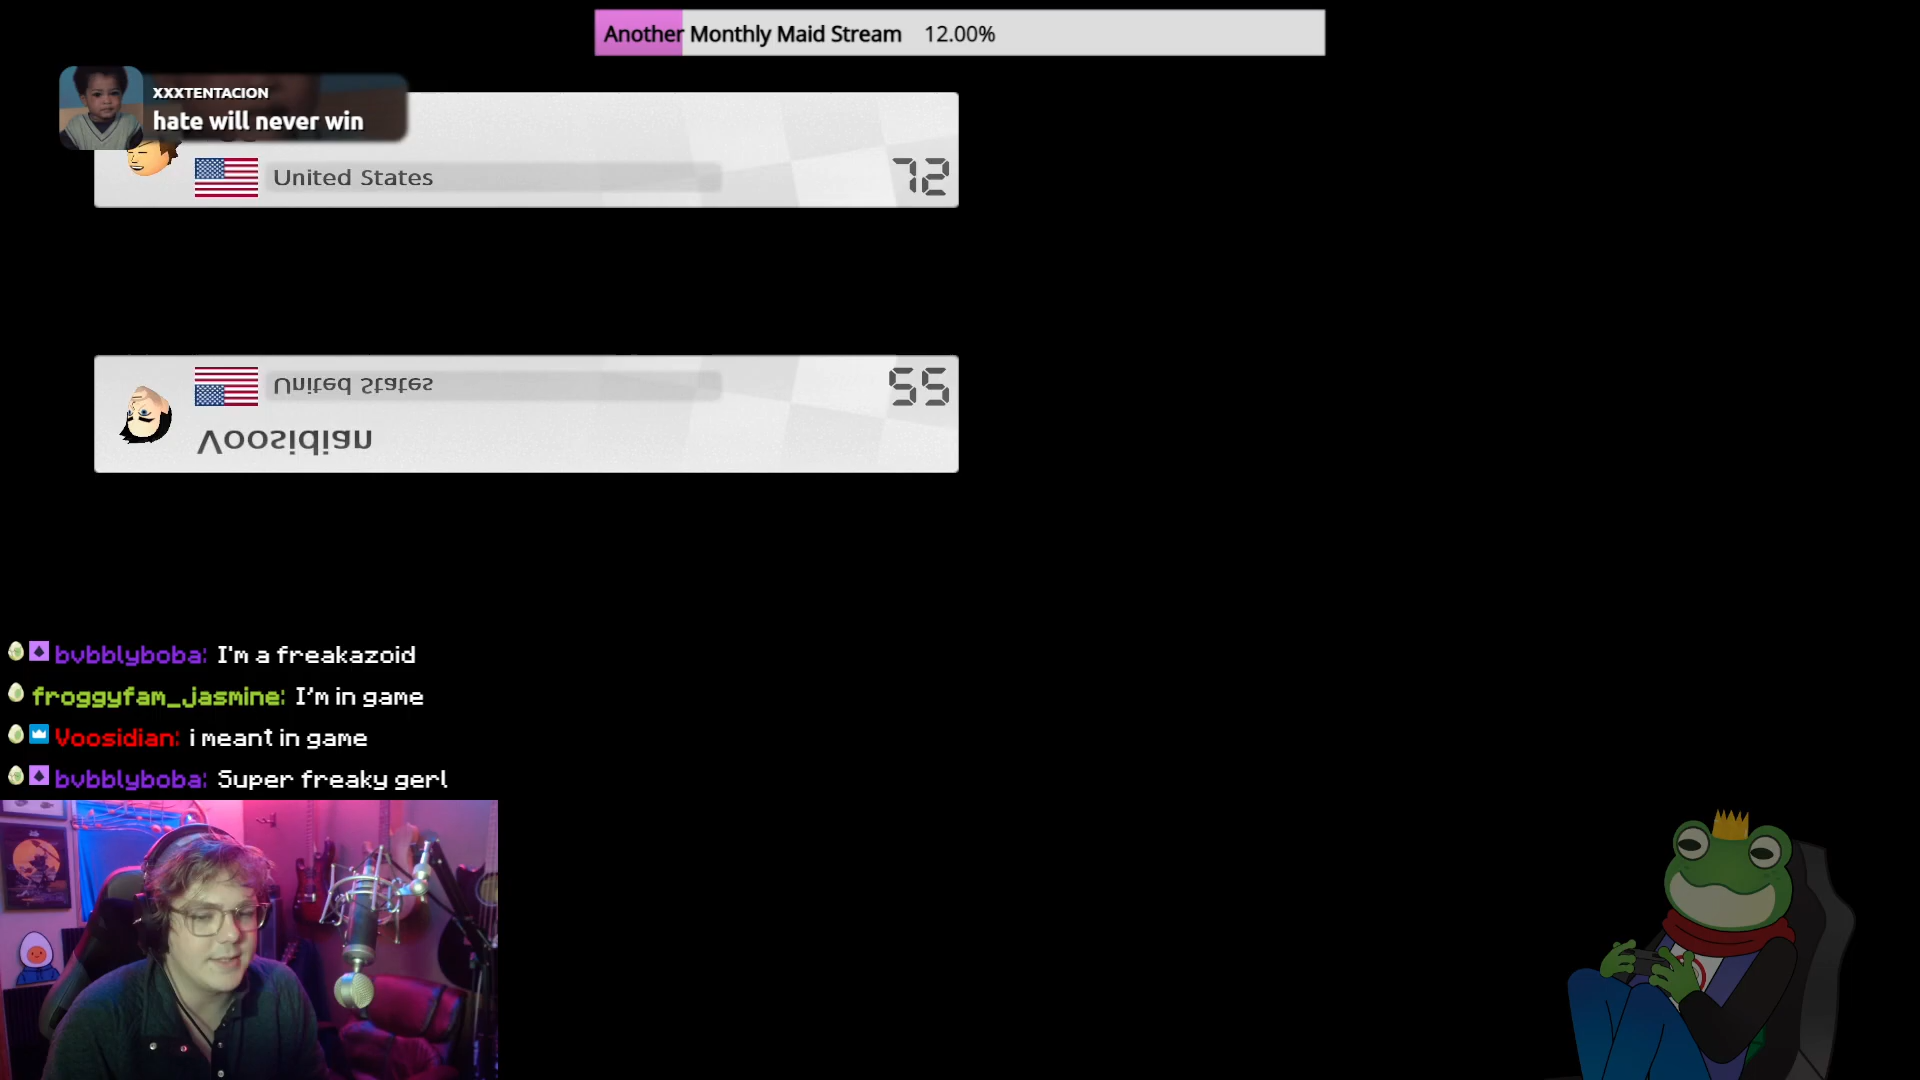 Another Monthly Maid Stream 12.00%
XXXTENTACION
hate will never win
United States
72
United States
55
Voosidian
bvbblyboba: I'm a freakazoid
froggyfam_jasmine: I'm in game
Voosidian: i meant in game
bvbblyboba: Super freaky gerl